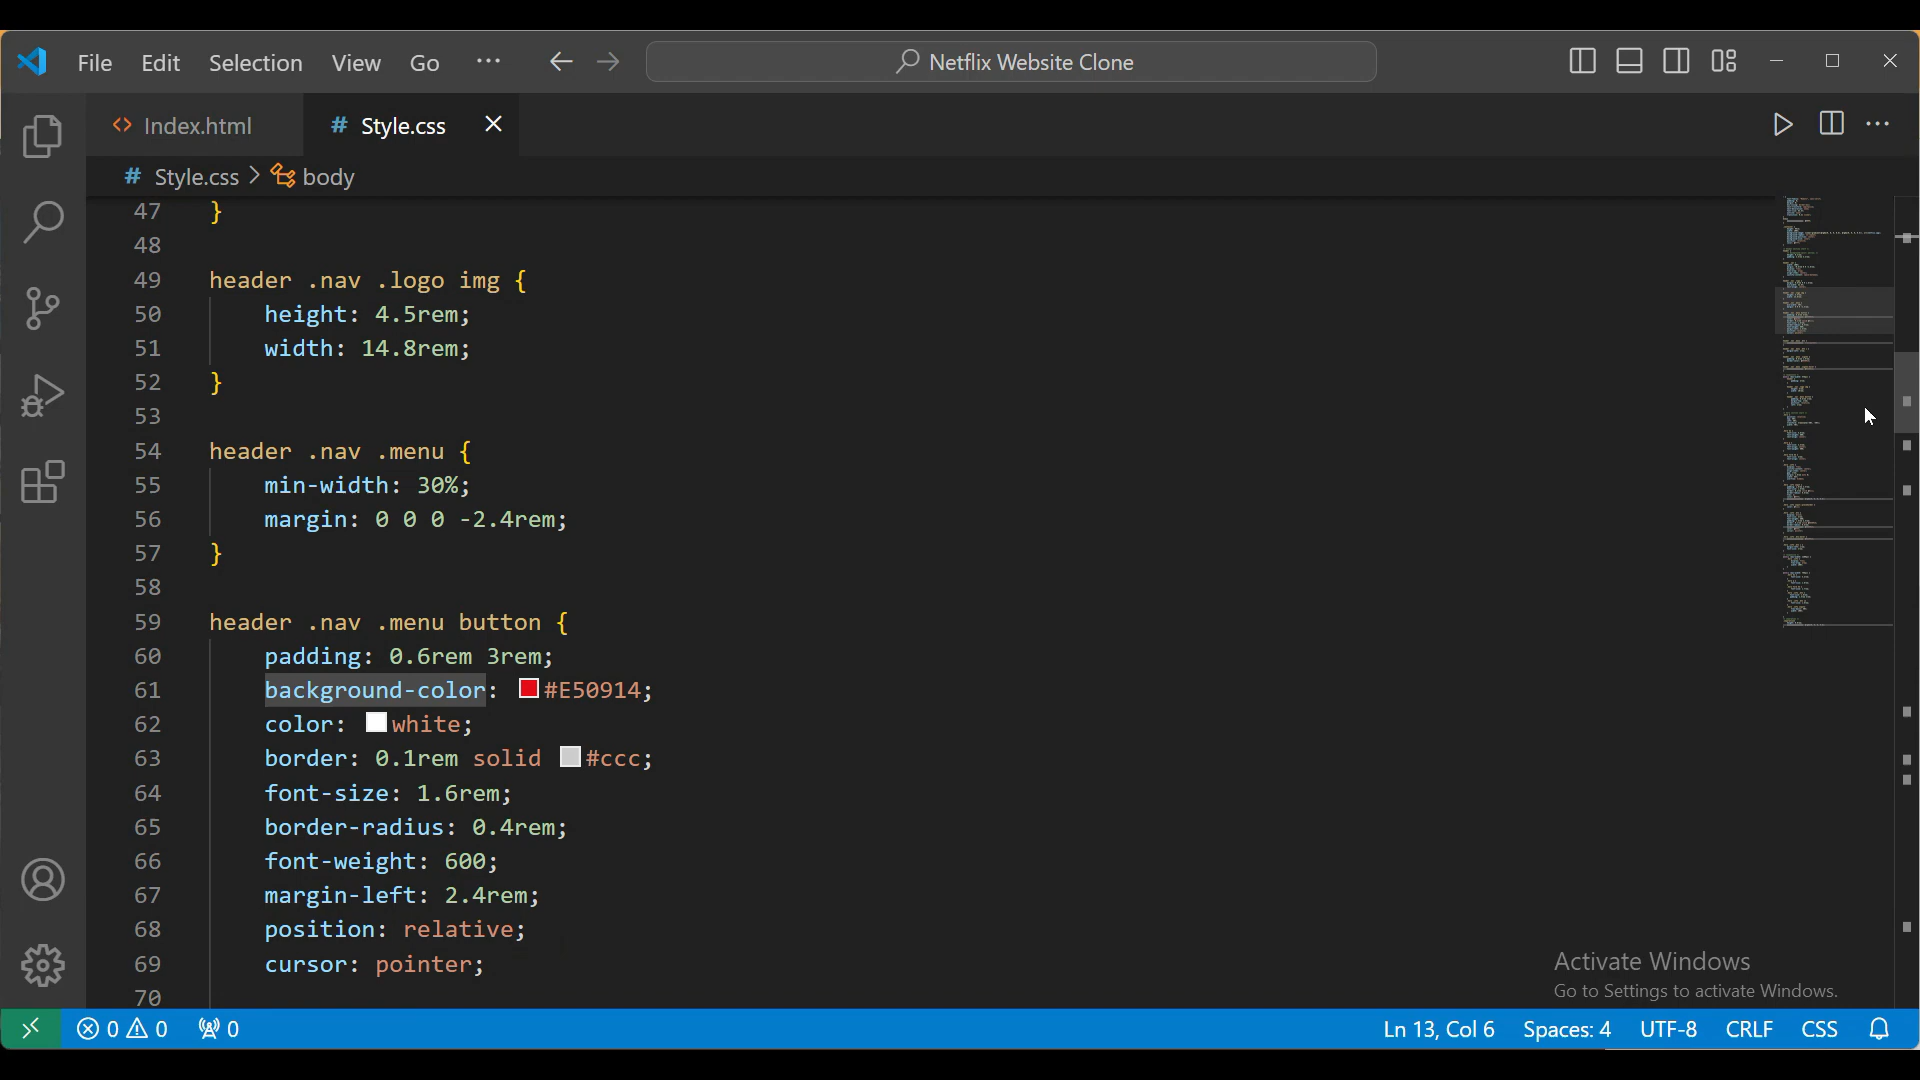 File Edit Selection View Go ··· Netflix Website Clone
Index.html # Style.css
# Style.css > body
47 }
48
49 header .nav .logo img {
50 height: 4.5rem;
51 width: 14.8rem;
52 }
53
54 header .nav .menu {
55 min-width: 30%;
56 margin: 0 0 0 -2.4rem;
57 }
58
59 header .nav .menu button {
60 padding: 0.6rem 3rem;
61 background-color: #E50914;
62 color: white;
63 border: 0.1rem solid #ccc;
64 font-size: 1.6rem;
65 border-radius: 0.4rem;
66 font-weight: 600;
67 margin-left: 2.4rem;
68 position: relative;
69 cursor: pointer;
70
Activate Windows
Go to Settings to activate Windows.
0 0 0 Ln 13, Col 6 Spaces: 4 UTF-8 CRLF CSS